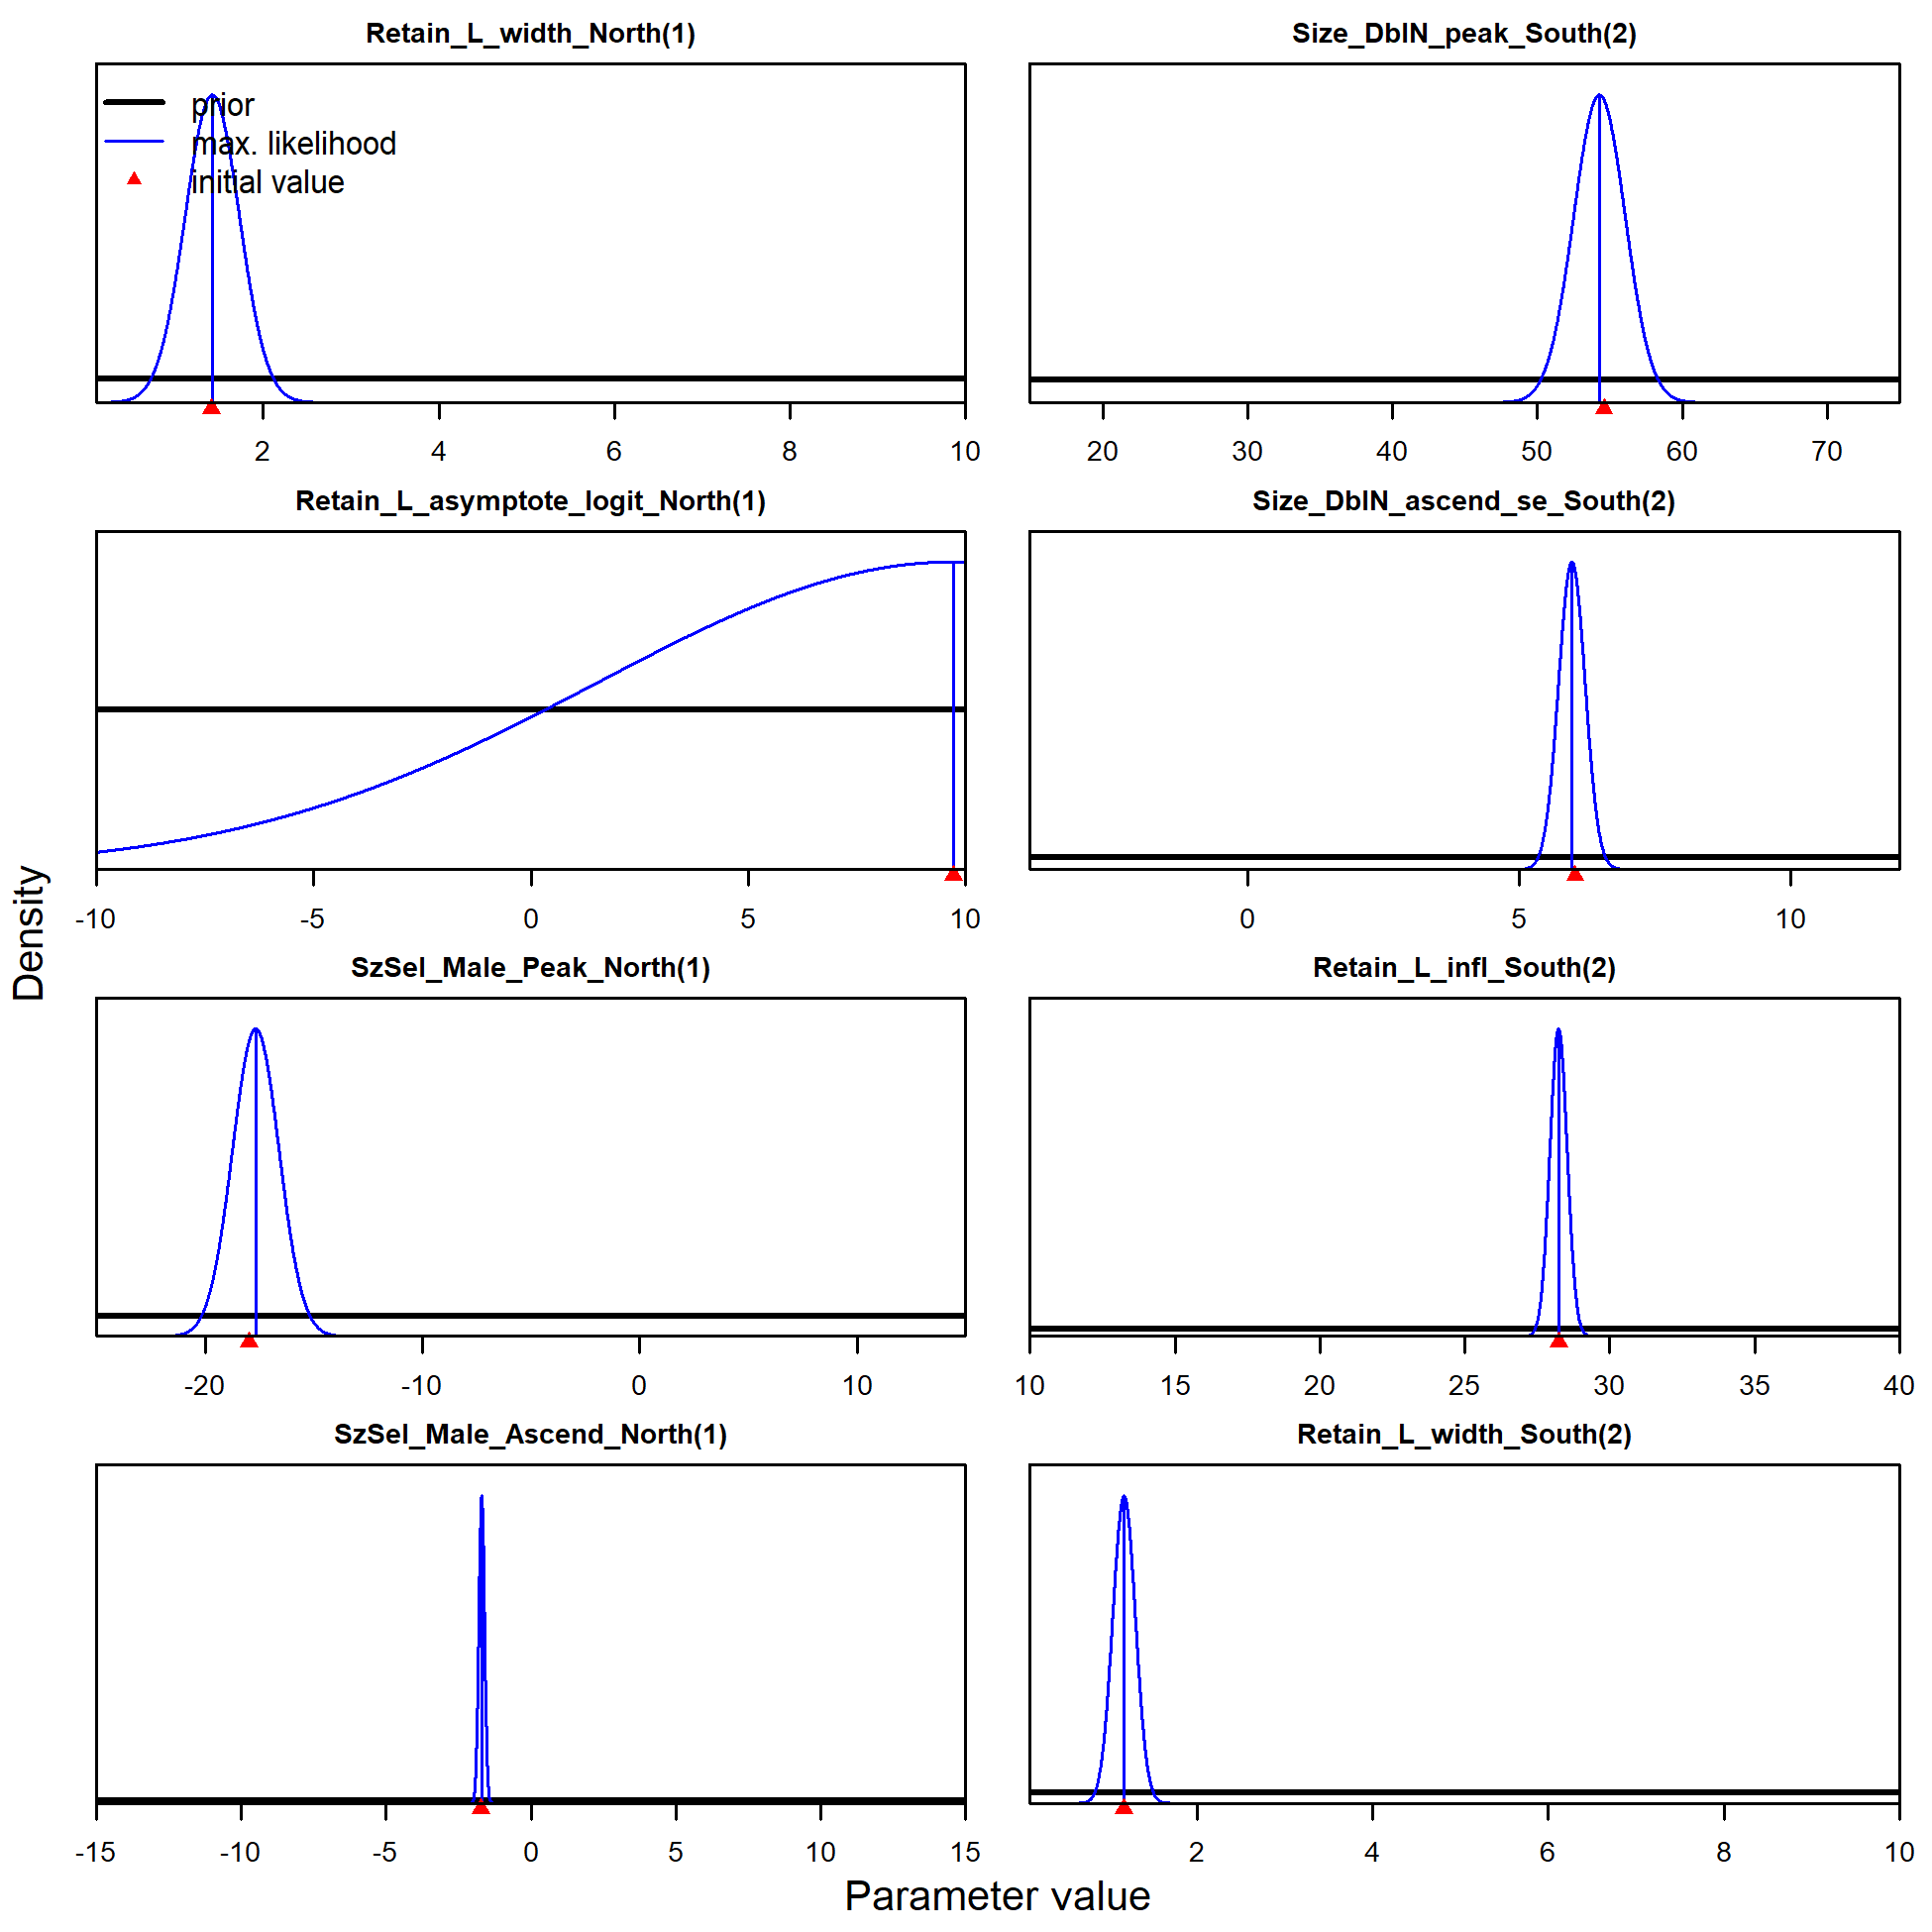 Retain_L_width_North(1)
prior
max. likelihood
initial value
2 4 6 8 10
Size_DblN_peak_South(2)
20 30 40 50 60 70
Retain_L_asymptote_logit_North(1)
-10 -5 0 5 10
Size_DblN_ascend_se_South(2)
0 5 10
SzSel_Male_Peak_North(1)
-20 -10 0 10
Retain_L_infl_South(2)
10 15 20 25 30 35 40
SzSel_Male_Ascend_North(1)
-15 -10 -5 0 5 10 15
Retain_L_width_South(2)
2 4 6 8 10
Density
Parameter value